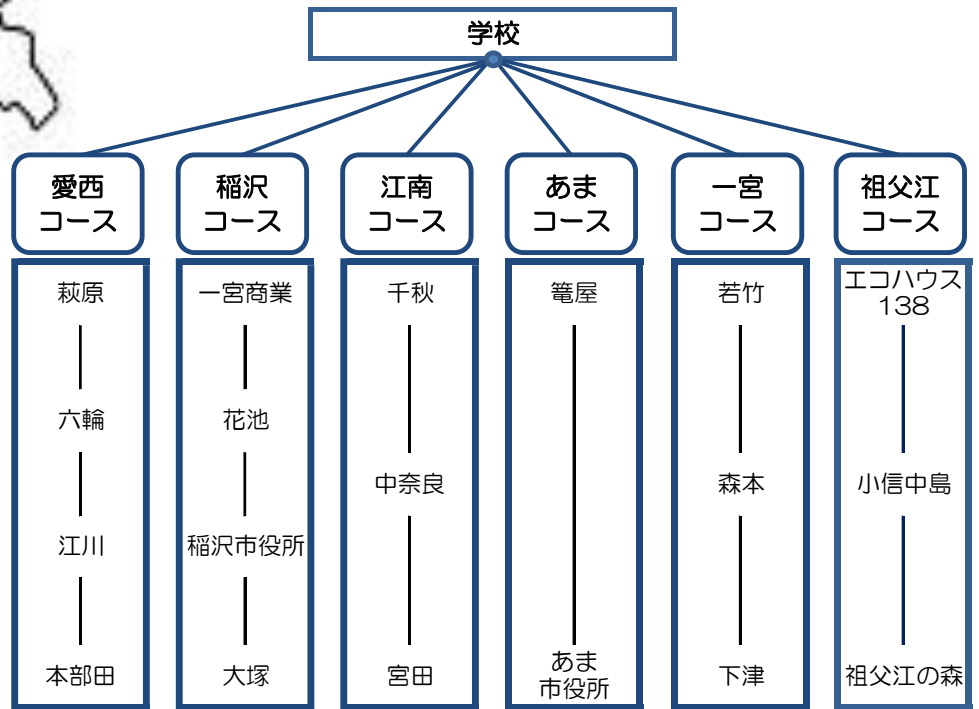 学校
愛西
コース
萩原
六輪
江川
本部田
稲沢
コース
一宮商業
花池
稲沢市役所
大塚
江南
コース
千秋
中奈良
宮田
あま
コース
篭屋
あま
市役所
一宮
コース
若竹
森本
下津
祖父江
コース
エコハウス
138
小信中島
祖父江の森